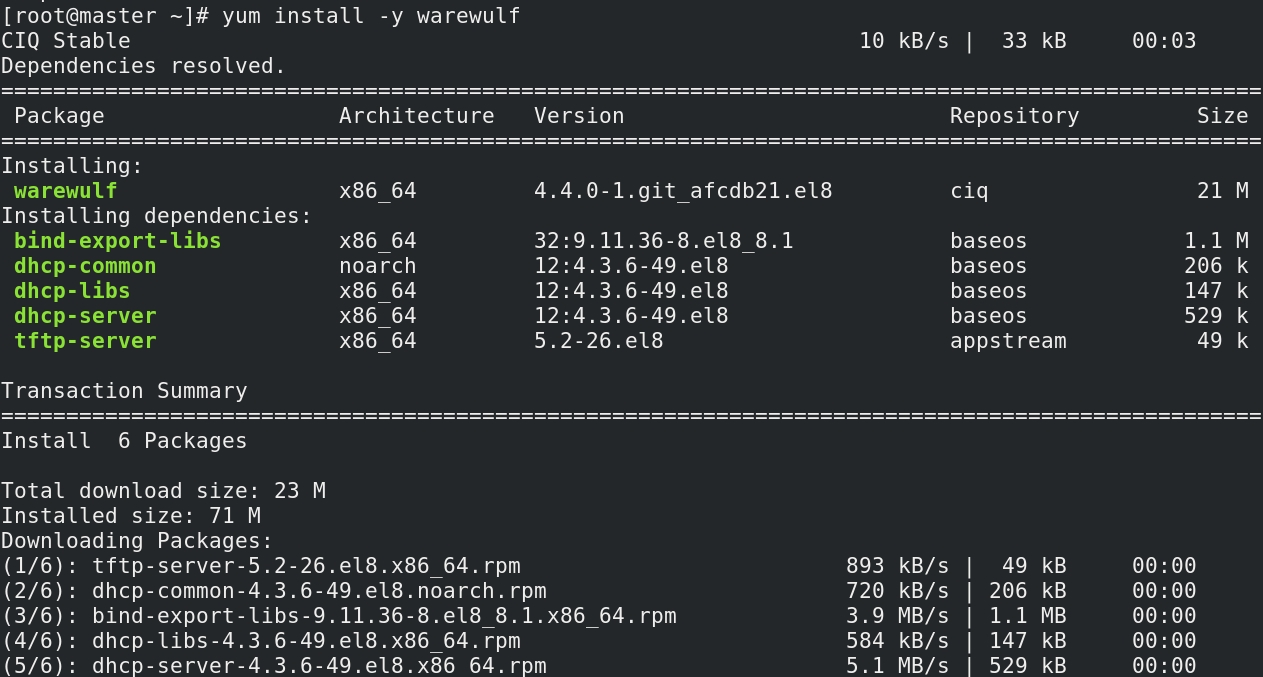 [root@master ~]# yum install -y warewulf
CIQ Stable                                                        10 kB/s |  33 kB     00:03
Dependencies resolved.
=================================================================================================
 Package                  Architecture   Version                         Repository         Size
=================================================================================================
Installing:
 warewulf                 x86_64         4.4.0-1.git_afcdb21.el8         ciq                21 M
Installing dependencies:
 bind-export-libs         x86_64         32:9.11.36-8.el8_8.1            baseos            1.1 M
 dhcp-common              noarch         12:4.3.6-49.el8                 baseos            206 k
 dhcp-libs                x86_64         12:4.3.6-49.el8                 baseos            147 k
 dhcp-server              x86_64         12:4.3.6-49.el8                 baseos            529 k
 tftp-server              x86_64         5.2-26.el8                      appstream          49 k

Transaction Summary
=================================================================================================
Install  6 Packages

Total download size: 23 M
Installed size: 71 M
Downloading Packages:
(1/6): tftp-server-5.2-26.el8.x86_64.rpm                         893 kB/s |  49 kB     00:00
(2/6): dhcp-common-4.3.6-49.el8.noarch.rpm                       720 kB/s | 206 kB     00:00
(3/6): bind-export-libs-9.11.36-8.el8_8.1.x86_64.rpm             3.9 MB/s | 1.1 MB     00:00
(4/6): dhcp-libs-4.3.6-49.el8.x86_64.rpm                         584 kB/s | 147 kB     00:00
(5/6): dhcp-server-4.3.6-49.el8.x86_64.rpm                       5.1 MB/s | 529 kB     00:00